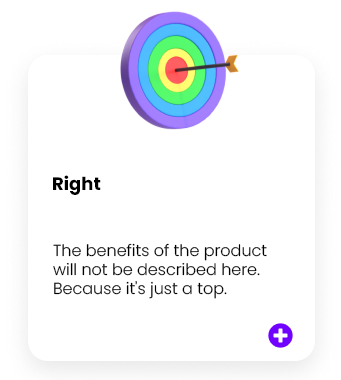 Right
The benefits of the product
will not be described here.
Because it's just a top.